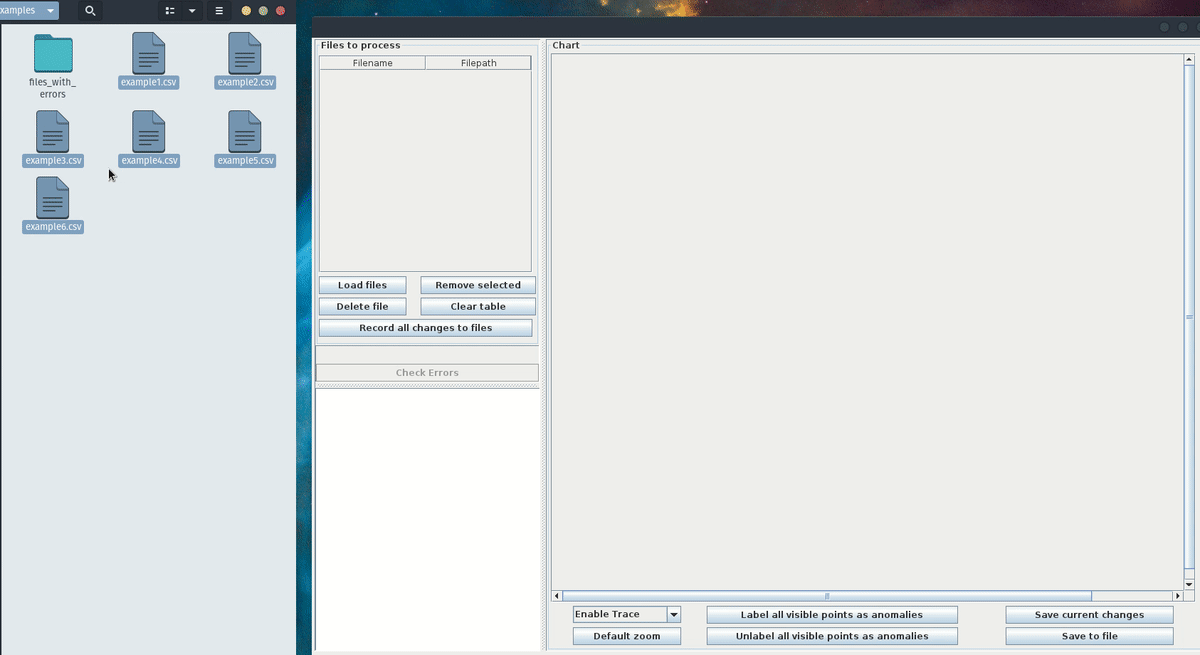 xamples
files_with_
errors
example1.csv
example2.csv
example3.csv
example4.csv
example5.csv
example6.csv
Files to process
Filename
Filepath
Load files
Remove selected
Delete file
Clear table
Record all changes to files
Check Errors
Chart
Enable Trace
Label all visible points as anomalies
Save current changes
Default zoom
Unlabel all visible points as anomalies
Save to file